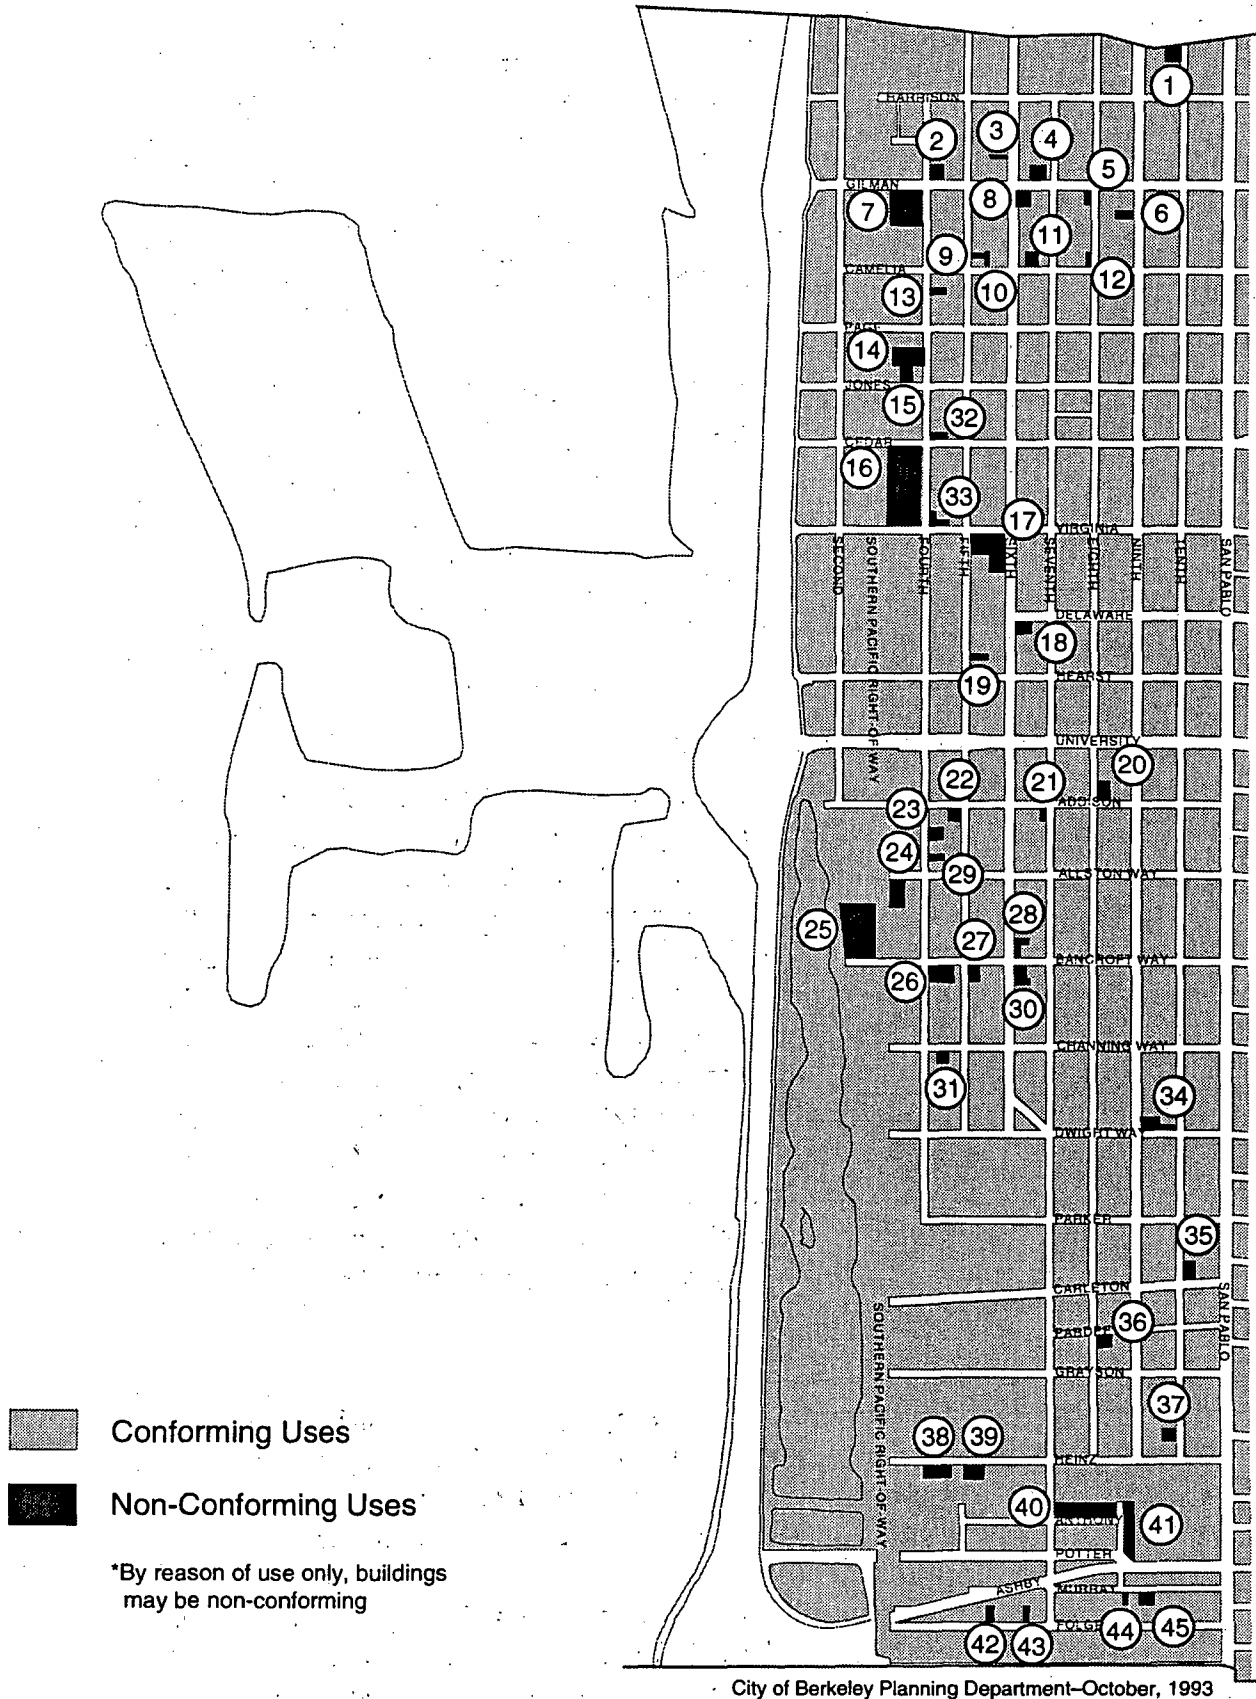 1
HARRISON
2
3
4
5
GILMAN
7
8
6
11
9
CAMELIA
13
10
12
PAGE
14
JONES
15
32
CEDAR
16
33
17
VIRGINIA
SECOND
SOUTHERN PACIFIC RIGHT-OF-WAY
FOURTH
FIFTH
SIXTH
SEVENTH
EIGHTH
NINTH
TENTH
SAN PABLO
DELAWARE
18
HEARST
19
UNIVERSITY
22
21
20
23
ADDISON
24
29
ALLSTON WAY
25
28
27
BANCROFT WAY
26
30
CHANNING WAY
31
34
DWIGHT WAY
PARKER
35
CARLETON
SAN PABLO
36
PARDEE
SOUTHERN PACIFIC RIGHT-OF-WAY
GRAYSON
37
Conforming Uses
38
39
HEINZ
Non-Conforming Uses*
40
ANTHONY
41
POTTER
*By reason of use only, buildings
may be non-conforming
ASHBY
MURRAY
FOLGER
42
43
44
45
City of Berkeley Planning Department–October, 1993